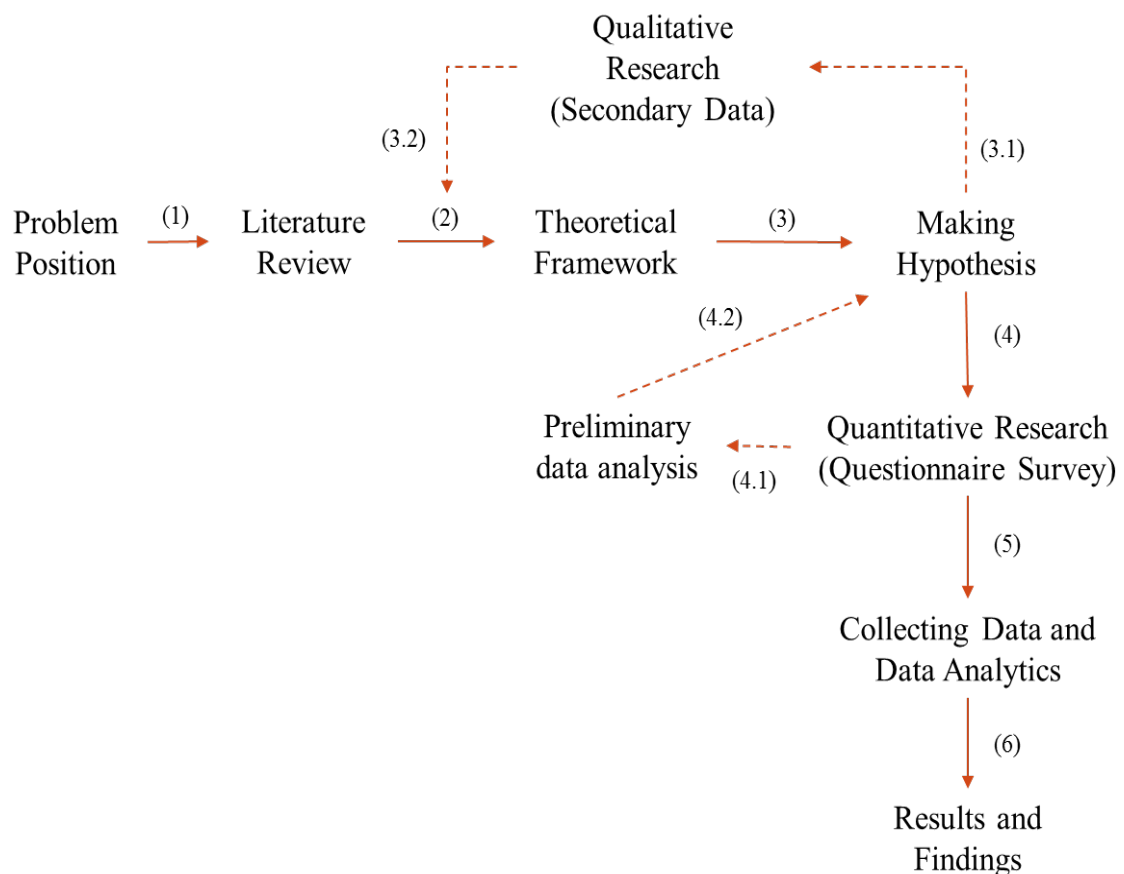 Qualitative
Research
(Secondary Data)
(3.2)
(3.1)
Problem
Position
(1)
Literature
Review
(2)
Theoretical
Framework
(3)
Making
Hypothesis
(4.2)
(4)
Preliminary
data analysis
(4.1)
Quantitative Research
(Questionnaire Survey)
(5)
Collecting Data and
Data Analytics
(6)
Results and
Findings